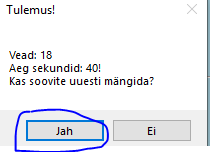 Tulemus!
Vead: 18
Aeg sekundid: 40!
Kas soovite uuesti mängida?
Jah
Ei